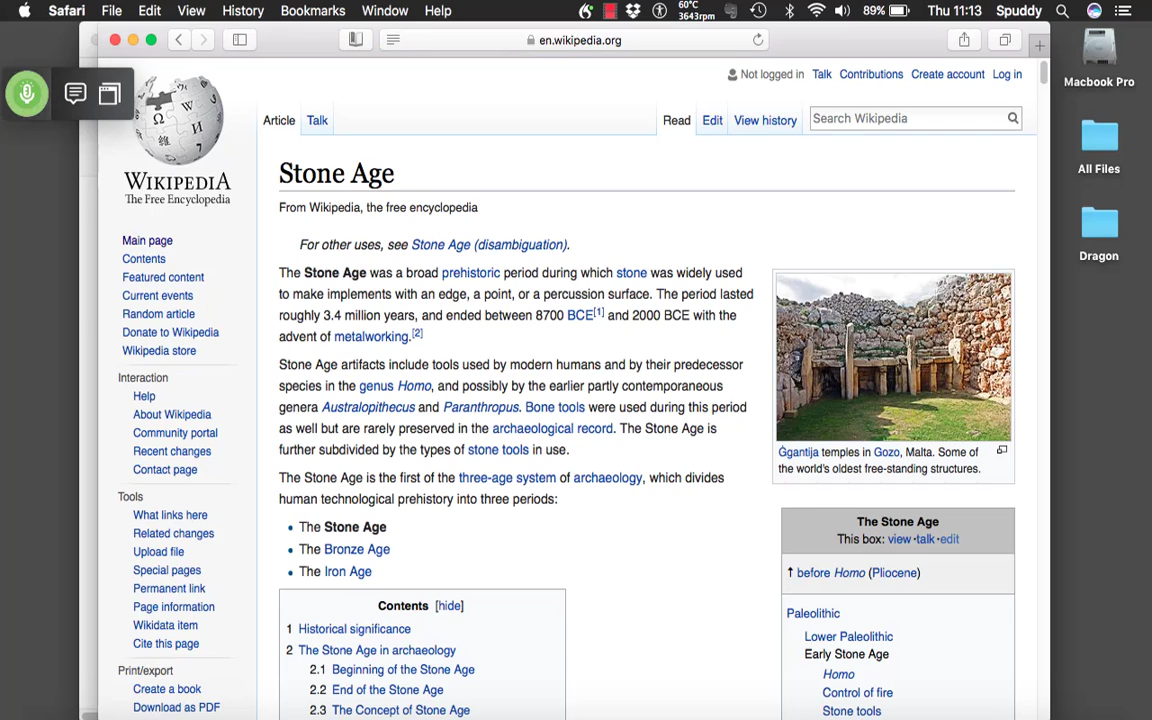 Safari File Edit View History Bookmarks Window Help 60°C 3643rpm 89% Thu 11:13 Spuddy
en.wikipedia.org
Macbook Pro
All Files
Dragon
Not logged in Talk Contributions Create account Log in
Article Talk Read Edit View history Search Wikipedia
WIKIPEDIA
The Free Encyclopedia
Main page
Contents
Featured content
Current events
Random article
Donate to Wikipedia
Wikipedia store
Interaction
Help
About Wikipedia
Community portal
Recent changes
Contact page
Tools
What links here
Related changes
Upload file
Special pages
Permanent link
Page information
Wikidata item
Cite this page
Print/export
Create a book
Download as PDF
Stone Age
From Wikipedia, the free encyclopedia
For other uses, see Stone Age (disambiguation).
The Stone Age was a broad prehistoric period during which stone was widely used
to make implements with an edge, a point, or a percussion surface. The period lasted
roughly 3.4 million years, and ended between 8700 BCE[1] and 2000 BCE with the
advent of metalworking.[2]
Stone Age artifacts include tools used by modern humans and by their predecessor
species in the genus Homo, and possibly by the earlier partly contemporaneous
genera Australopithecus and Paranthropus. Bone tools were used during this period
as well but are rarely preserved in the archaeological record. The Stone Age is
further subdivided by the types of stone tools in use.
The Stone Age is the first of the three-age system of archaeology, which divides
human technological prehistory into three periods:
The Stone Age
The Bronze Age
The Iron Age
Contents [hide]
1 Historical significance
2 The Stone Age in archaeology
2.1 Beginning of the Stone Age
2.2 End of the Stone Age
2.3 The Concept of Stone Age
Ġgantija temples in Gozo, Malta. Some of
the world's oldest free-standing structures.
The Stone Age
This box: view · talk · edit
↑ before Homo (Pliocene)
Paleolithic
Lower Paleolithic
Early Stone Age
Homo
Control of fire
Stone tools